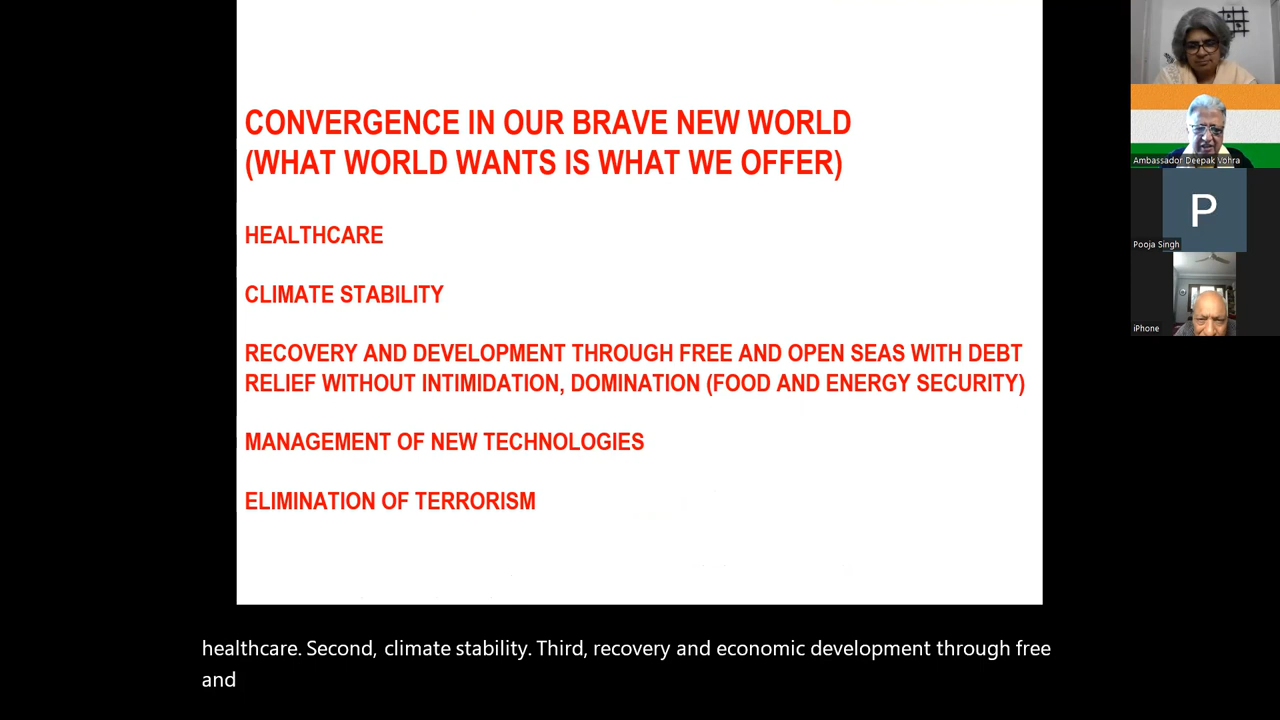 CONVERGENCE IN OUR BRAVE NEW WORLD
(WHAT WORLD WANTS IS WHAT WE OFFER)
HEALTHCARE
CLIMATE STABILITY
RECOVERY AND DEVELOPMENT THROUGH FREE AND OPEN SEAS WITH DEBT
RELIEF WITHOUT INTIMIDATION, DOMINATION (FOOD AND ENERGY SECURITY)
MANAGEMENT OF NEW TECHNOLOGIES
ELIMINATION OF TERRORISM
healthcare. Second, climate stability. Third, recovery and economic development through free
and
Ambassador Deepak Vohra
P
Pooja Singh
iPhone